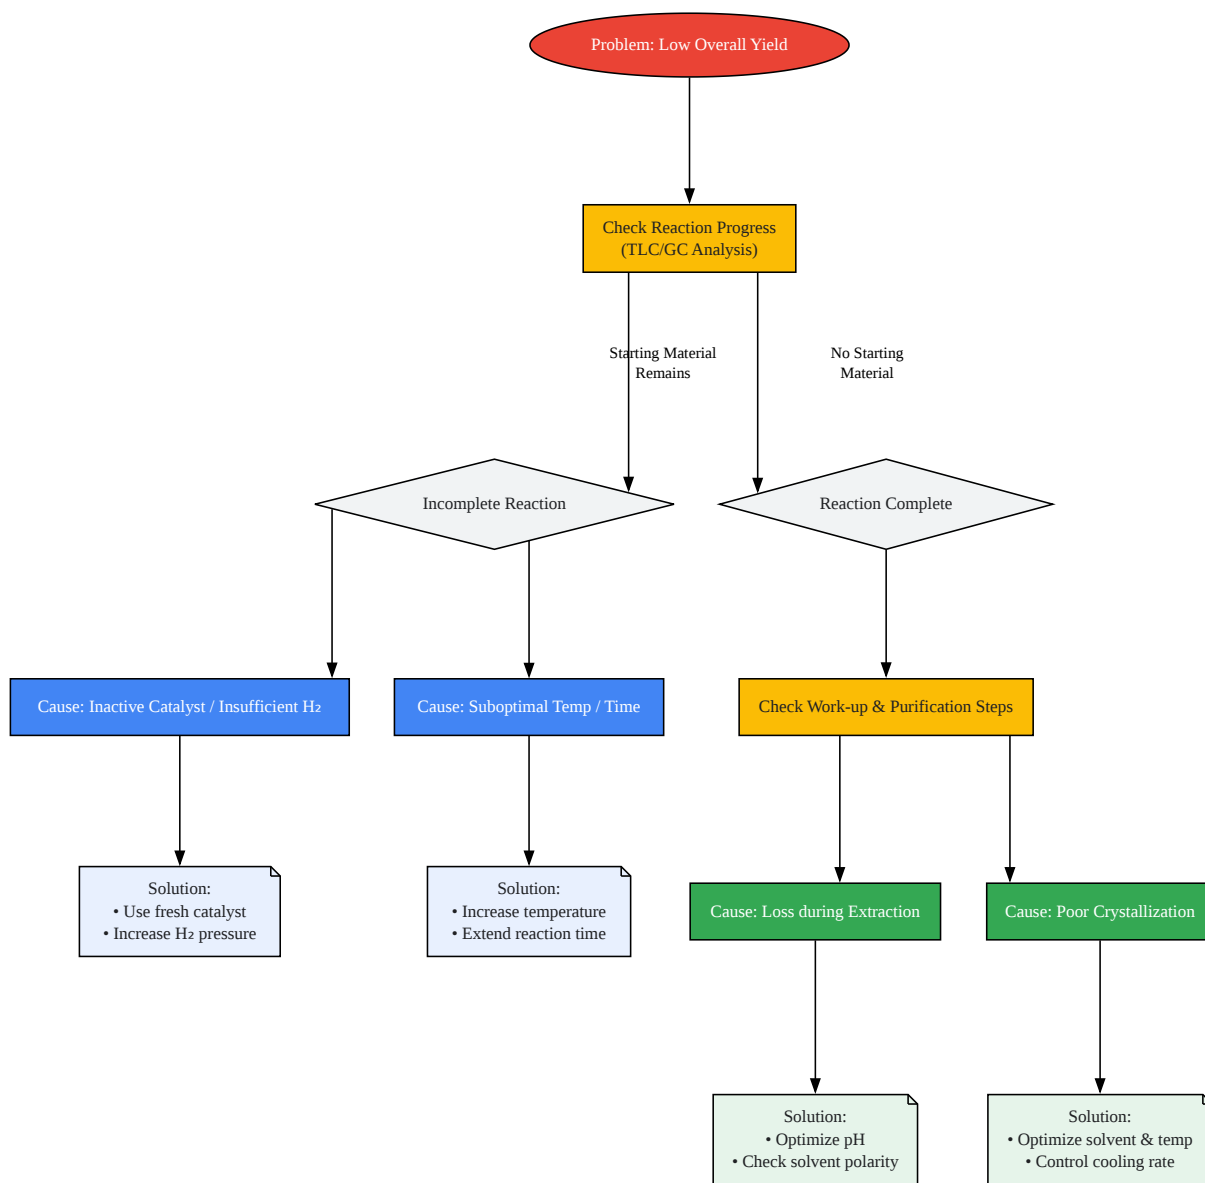 Problem: Low Overall Yield
Check Reaction Progress
(TLC/GC Analysis)
Starting Material
Remains
No Starting
Material
Incomplete Reaction
Reaction Complete
Cause: Inactive Catalyst / Insufficient H₂
Cause: Suboptimal Temp / Time
Check Work-up & Purification Steps
Solution:
• Use fresh catalyst
• Increase H₂ pressure
Solution:
• Increase temperature
• Extend reaction time
Cause: Loss during Extraction
Cause: Poor Crystallization
Solution:
• Optimize pH
• Check solvent polarity
Solution:
• Optimize solvent & temp
• Control cooling rate